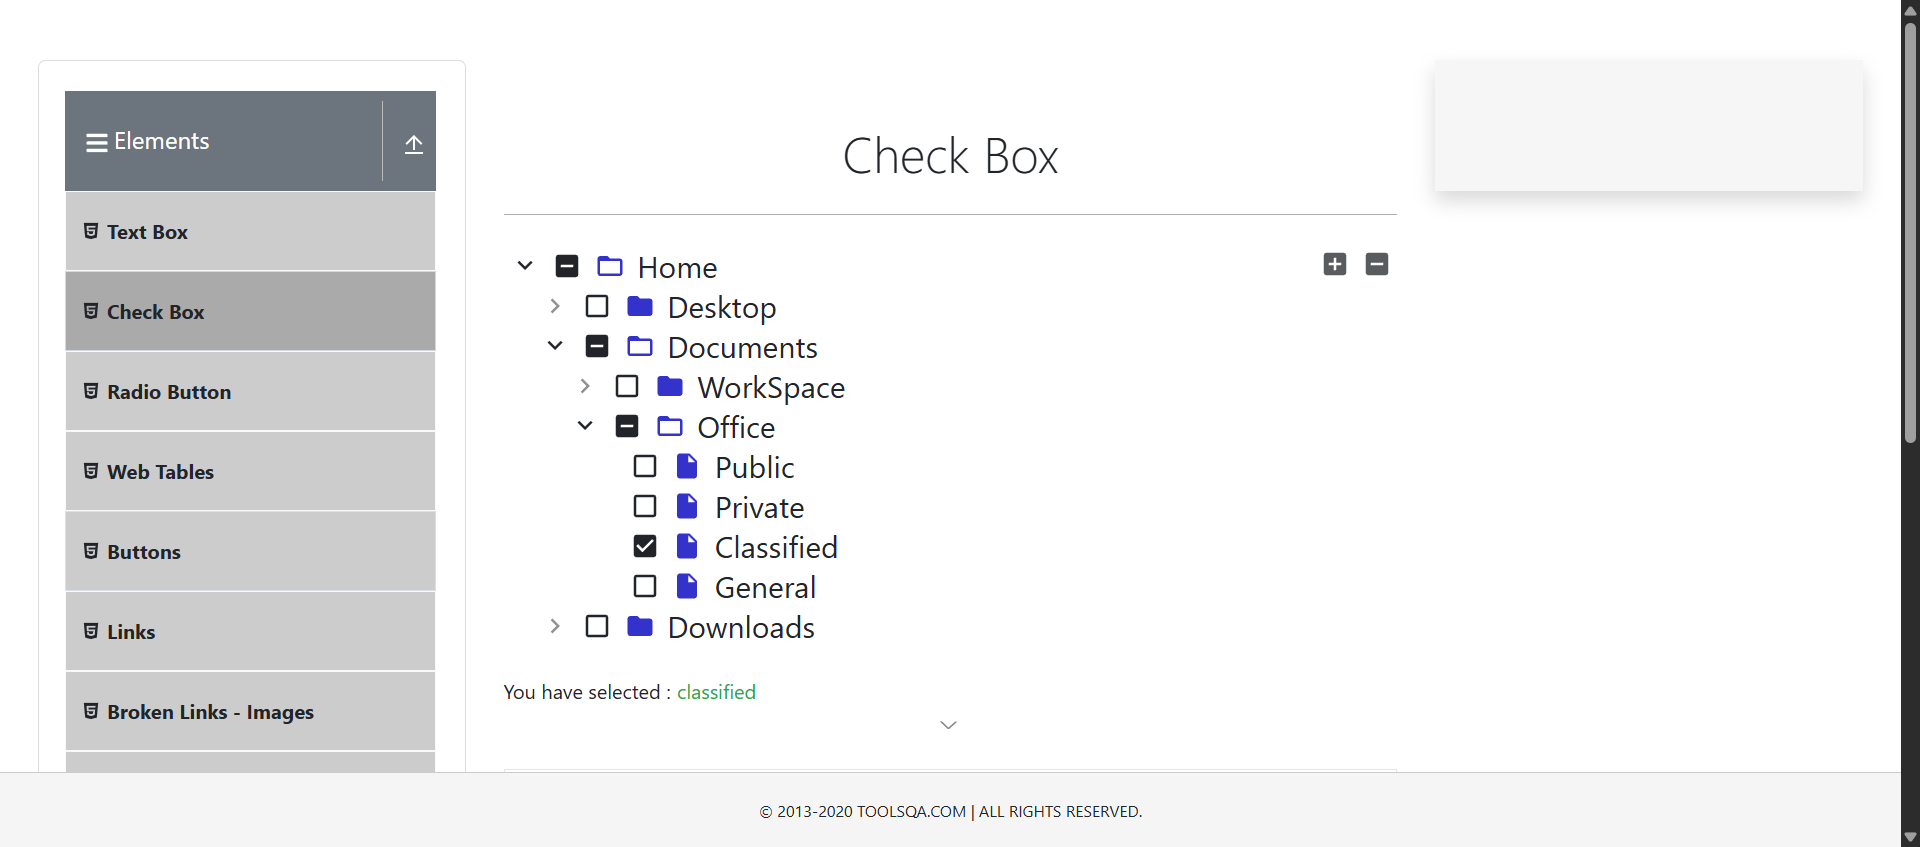 Elements
Text Box
Check Box
Radio Button
Web Tables
Buttons
Links
Broken Links - Images
Check Box
Home
Desktop
Documents
WorkSpace
Office
Public
Private
Classified
General
Downloads
You have selected : classified
© 2013-2020 TOOLSQA.COM | ALL RIGHTS RESERVED.